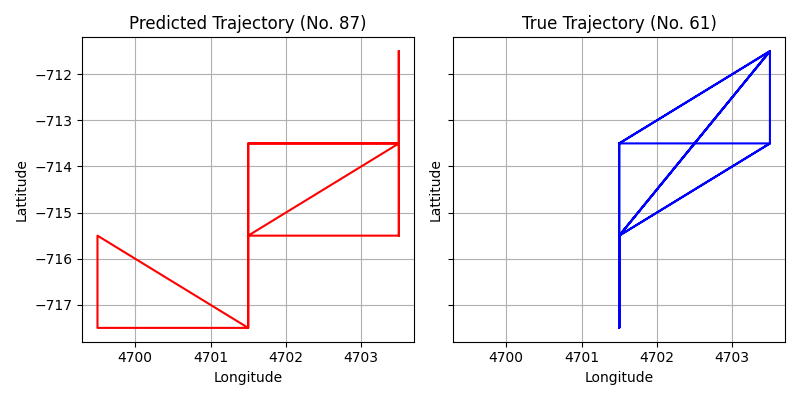 Predicted Trajectory (No. 87)
True Trajectory (No. 61)
−712
−713
−714
−715
−716
−717
Lattitude
Lattitude
4700
4701
4702
4703
4700
4701
4702
4703
Longitude
Longitude